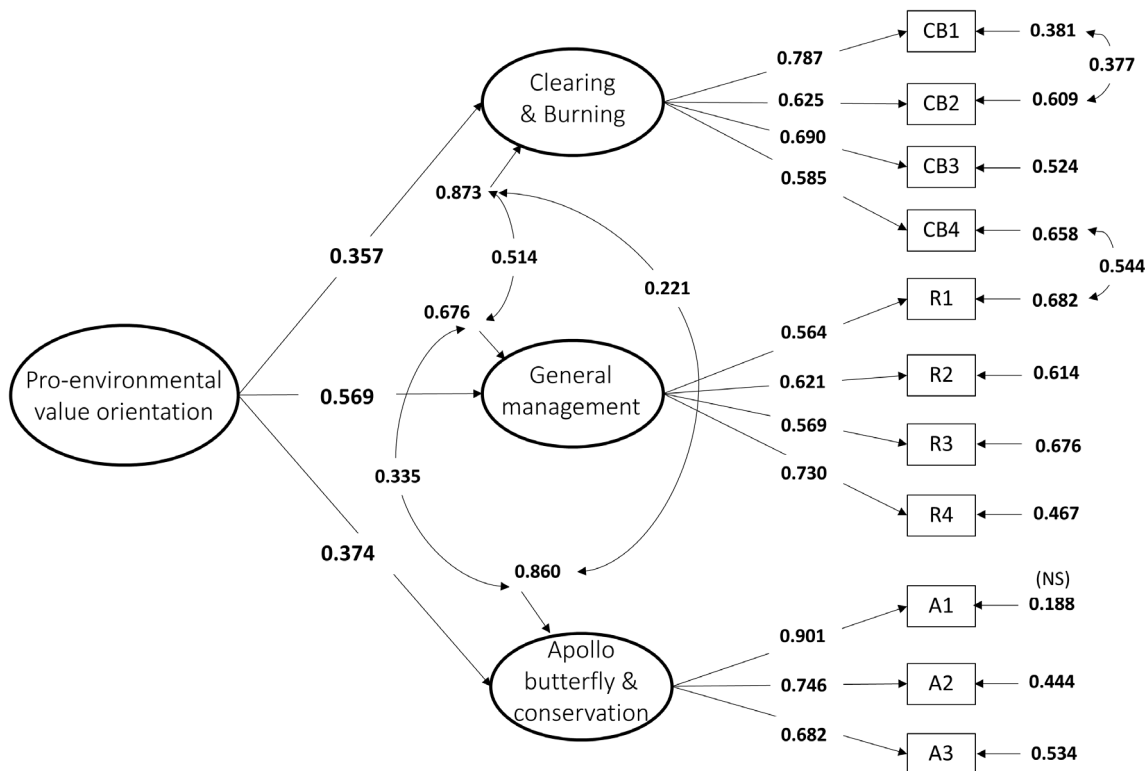 CB1
0.381
0.787
0.377
Clearing
& Burning
0.625
CB2
0.609
0.690
CB3
0.524
0.585
0.873
CB4
0.658
0.357
0.514
0.544
0.221
R1
0.682
0.676
0.564
Pro-environmental
value orientation
0.569
General
management
0.621
R2
0.614
0.569
R3
0.676
0.335
0.730
R4
0.467
0.374
0.860
(NS)
A1
0.188
0.901
Apollo
butterfly &
conservation
0.746
A2
0.444
0.682
A3
0.534